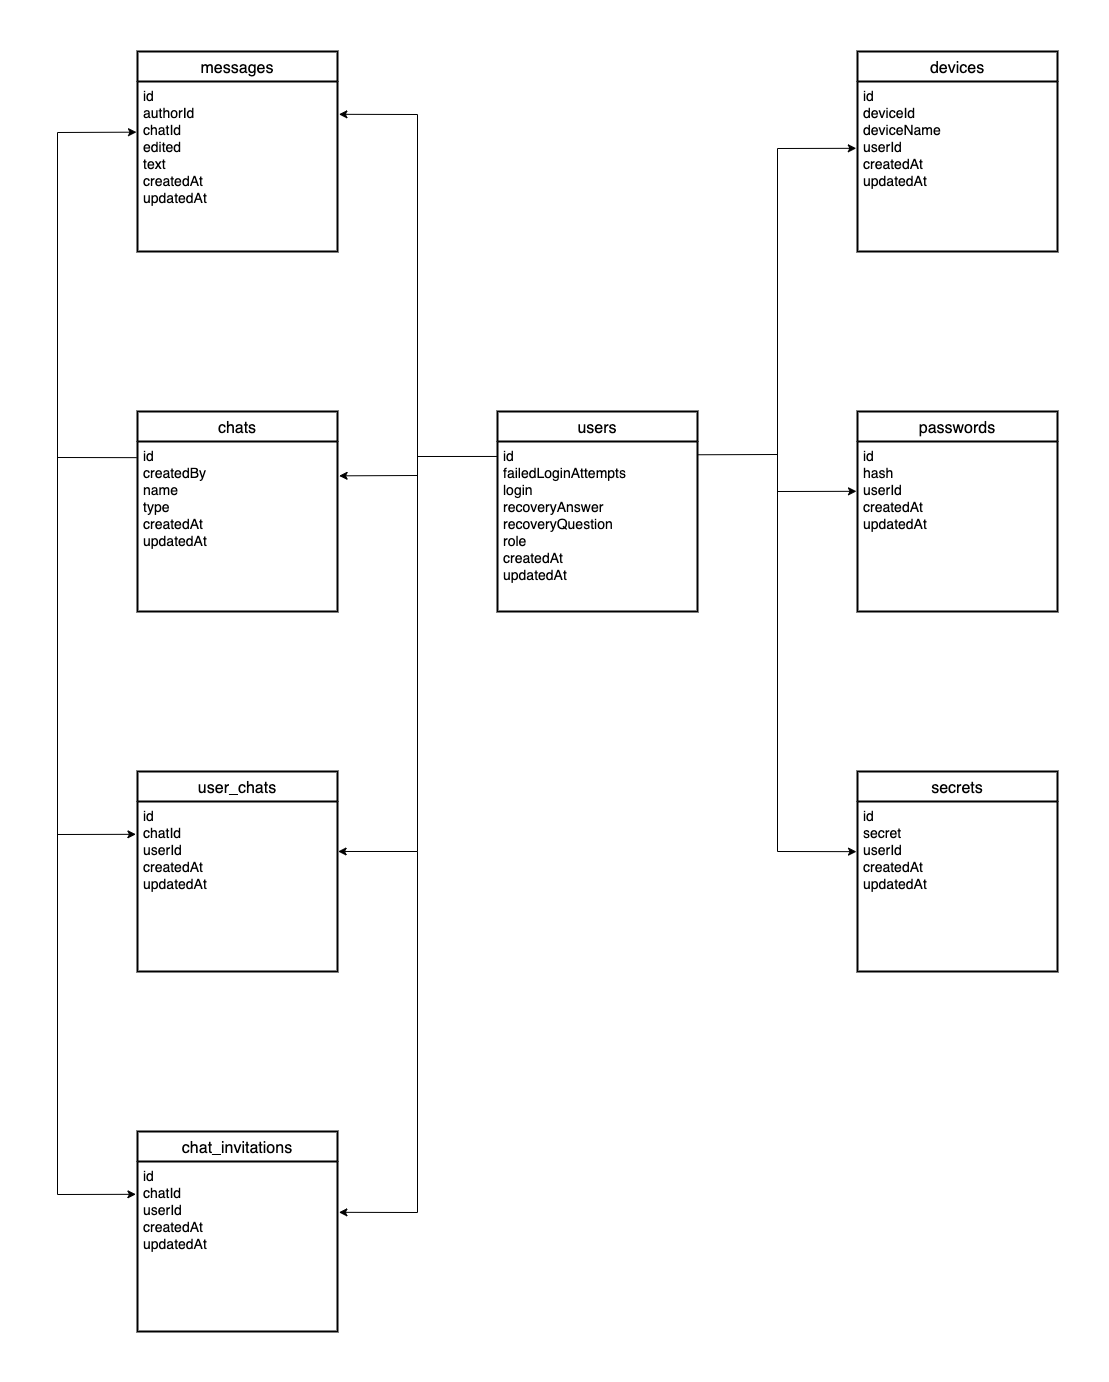 messages
id
authorId
chatId
edited
text
createdAt
updatedAt
devices
id
deviceId
deviceName
userId
createdAt
updatedAt
chats
id
createdBy
name
type
createdAt
updatedAt
users
id
failedLoginAttempts
login
recoveryAnswer
recoveryQuestion
role
createdAt
updatedAt
passwords
id
hash
userId
createdAt
updatedAt
user_chats
id
chatId
userId
createdAt
updatedAt
secrets
id
secret
userId
createdAt
updatedAt
chat_invitations
id
chatId
userId
createdAt
updatedAt